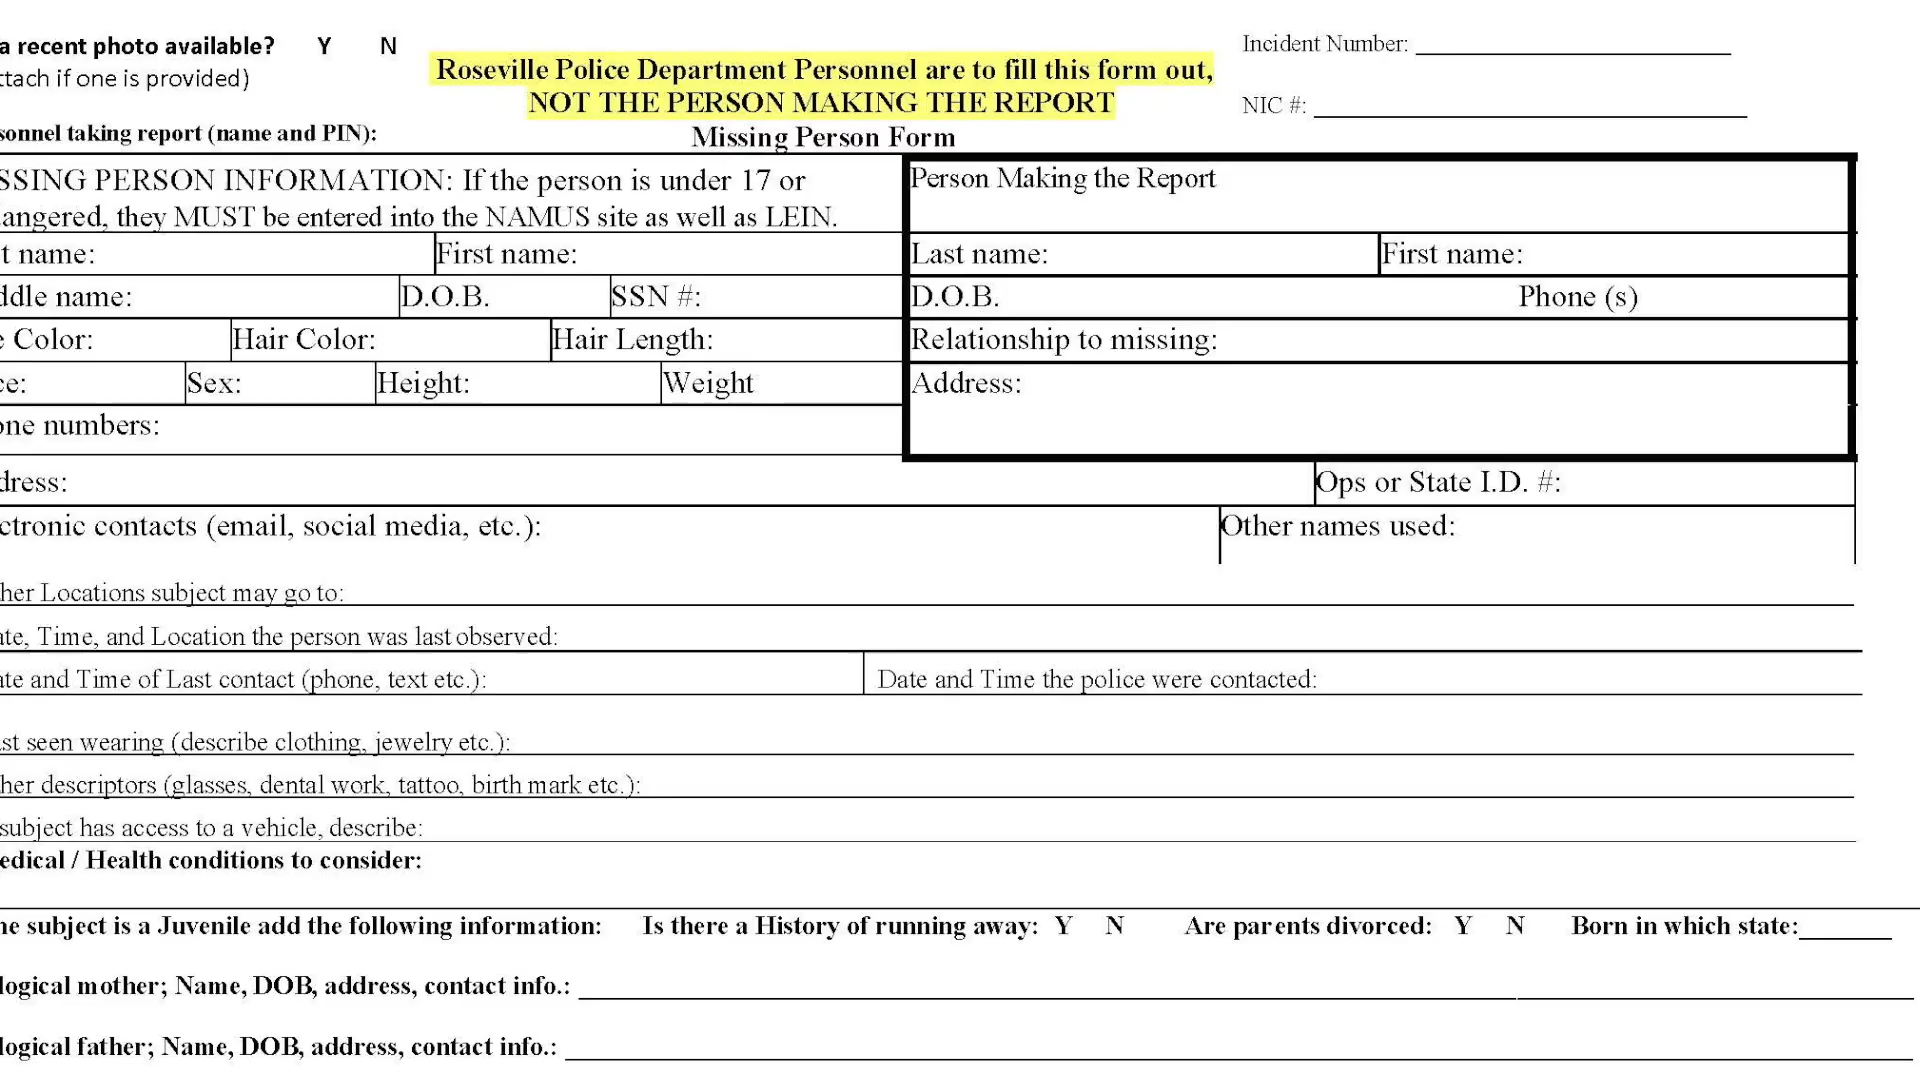 a recent photo available? Y N
ttach if one is provided)
Roseville Police Department Personnel are to fill this form out,
NOT THE PERSON MAKING THE REPORT
Incident Number:
NIC #:
sonnel taking report (name and PIN):
Missing Person Form
SSING PERSON INFORMATION: If the person is under 17 or
angered, they MUST be entered into the NAMUS site as well as LEIN.
Person Making the Report
t name: First name:
Last name: First name:
ddle name: D.O.B. SSN #:
D.O.B. Phone (s)
e Color: Hair Color: Hair Length:
Relationship to missing:
ce: Sex: Height: Weight
Address:
one numbers:
dress: Ops or State I.D. #:
ctronic contacts (email, social media, etc.): Other names used:
her Locations subject may go to:
ate, Time, and Location the person was last observed:
ate and Time of Last contact (phone, text etc.): Date and Time the police were contacted:
st seen wearing (describe clothing, jewelry etc.):
her descriptors (glasses, dental work, tattoo, birth mark etc.):
subject has access to a vehicle, describe:
edical / Health conditions to consider:
he subject is a Juvenile add the following information: Is there a History of running away: Y N Are parents divorced: Y N Born in which state:
logical mother; Name, DOB, address, contact info.:
logical father; Name, DOB, address, contact info.: